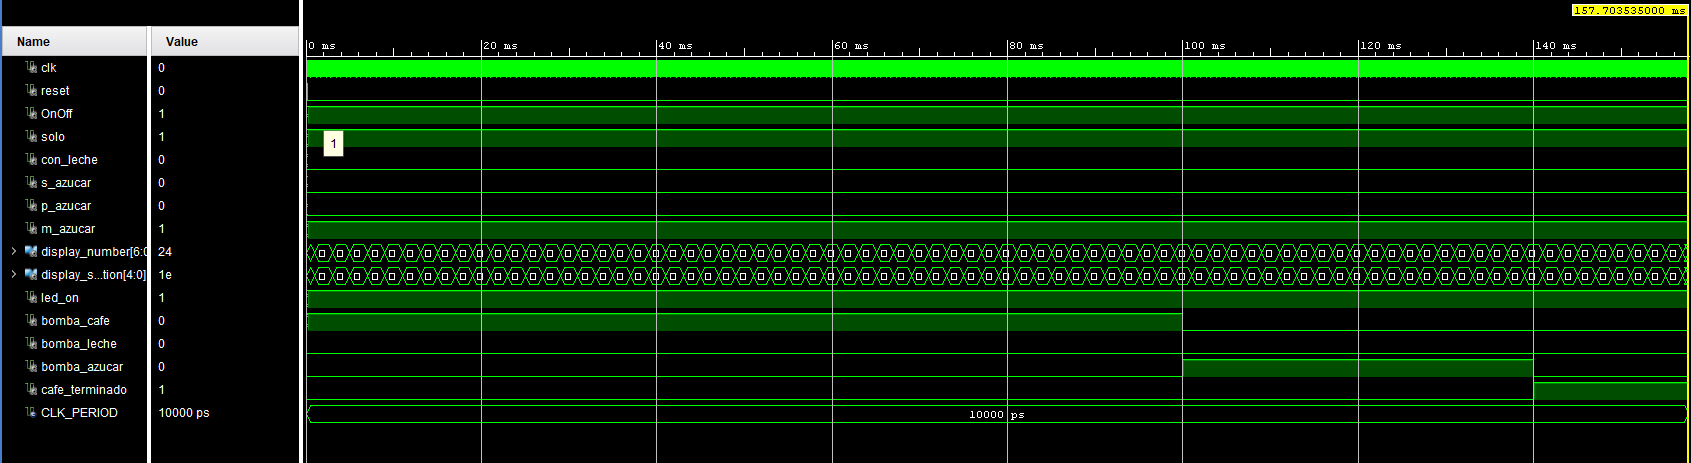 157.703535000 ms
Name Value
0 ms 20 ms 40 ms 60 ms 80 ms 100 ms 120 ms 140 ms
clk 0
reset 0
OnOff 1
solo 1
1
con_leche 0
s_azucar 0
p_azucar 0
m_azucar 1
display_number[6:0 24
display_s...tion[4:0] 1e
led_on 1
bomba_cafe 0
bomba_leche 0
bomba_azucar 0
cafe_terminado 1
CLK_PERIOD 10000 ps 10000 ps